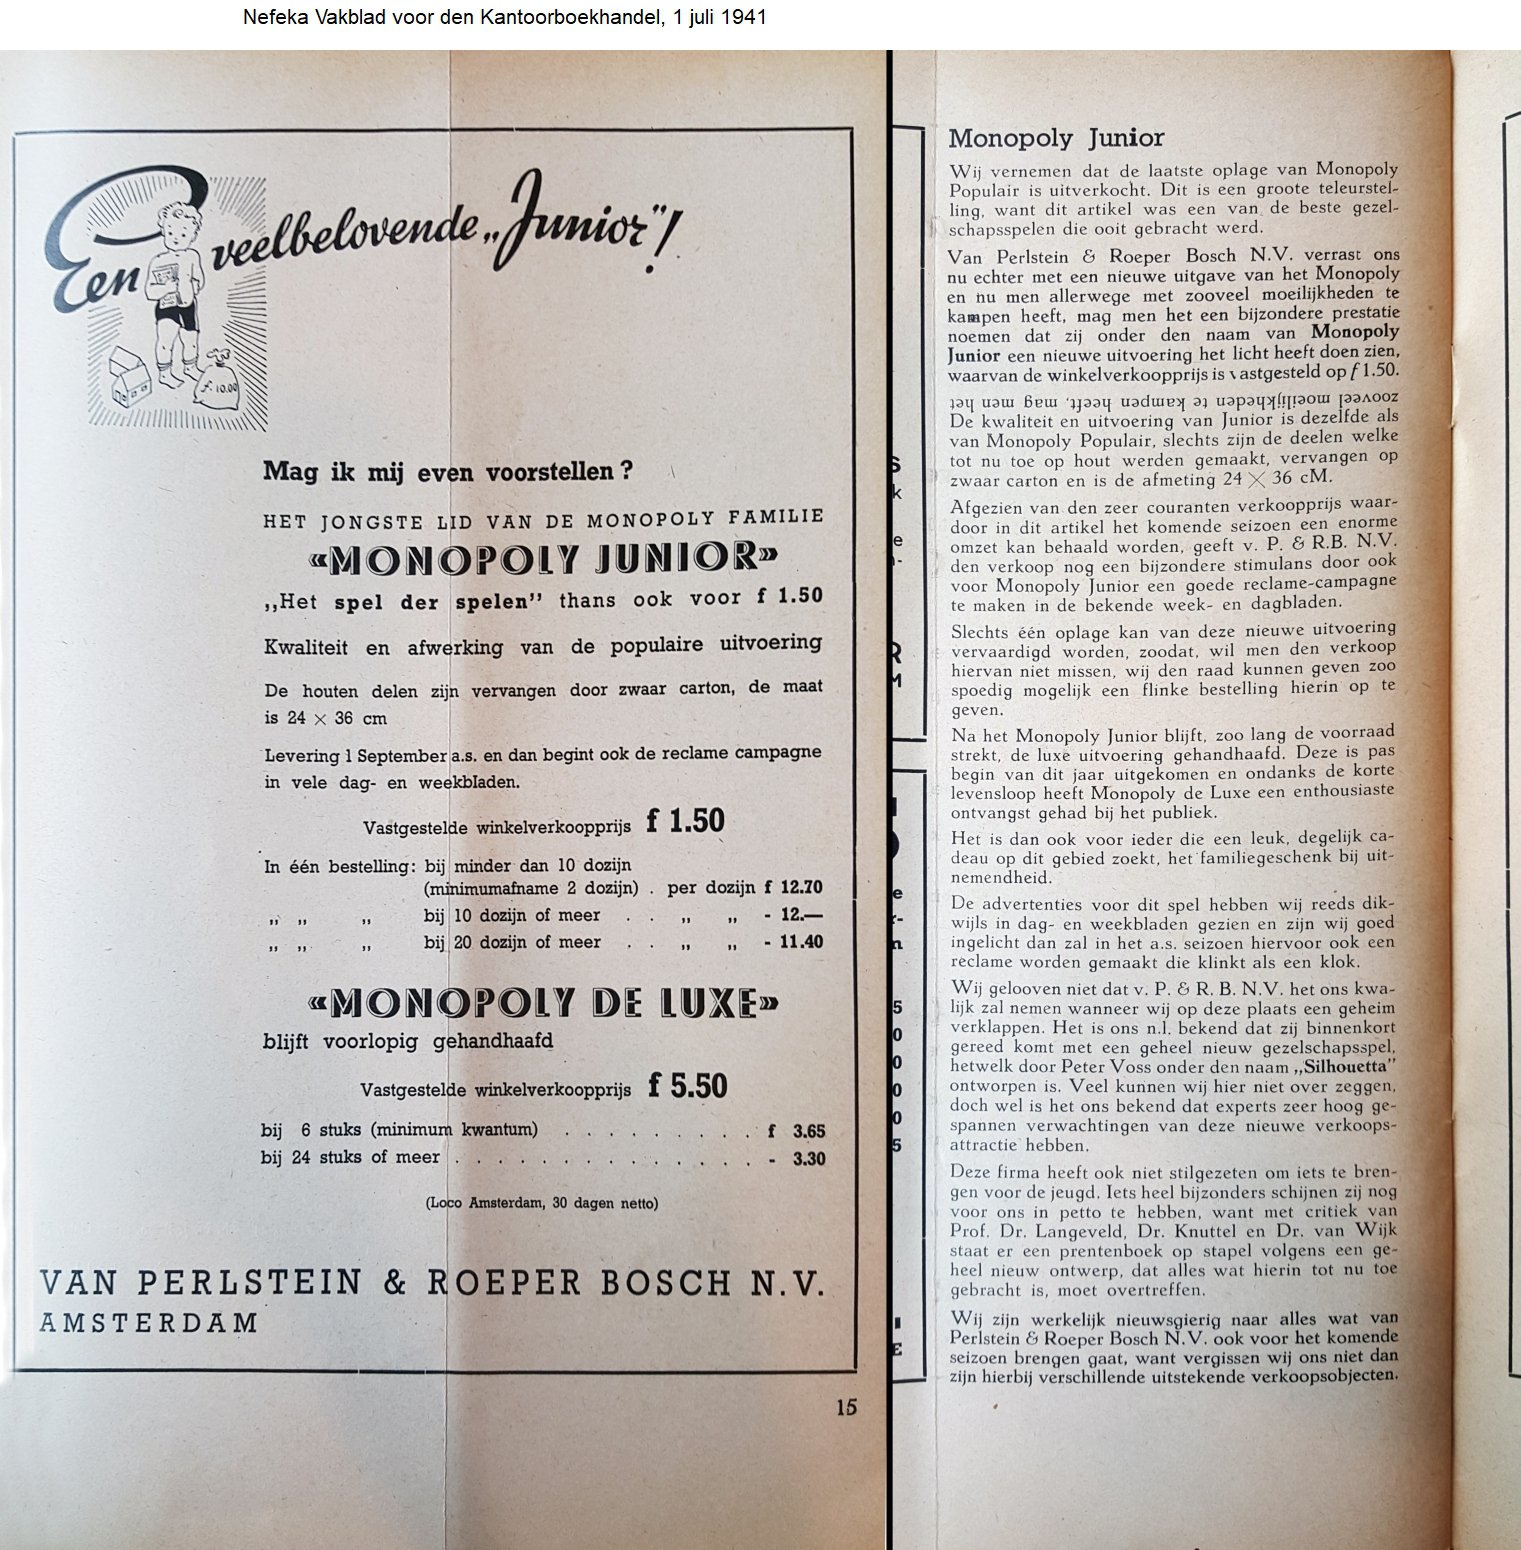 Nefeka Vakblad voor den Kantoorboekhandel, 1 juli 1941
Een veelbelovende „Junior"!
f 10.00
Mag ik mij even voorstellen?
HET JONGSTE LID VAN DE MONOPOLY FAMILIE
«MONOPOLY JUNIOR»
„Het spel der spelen" thans ook voor f 1.50
Kwaliteit en afwerking van de populaire uitvoering
De houten delen zijn vervangen door zwaar carton, de maat
is 24 × 36 cm
Levering 1 September a.s. en dan begint ook de reclame campagne
in vele dag- en weekbladen.
Vastgestelde winkelverkoopprijs f 1.50
In één bestelling: bij minder dan 10 dozijn
(minimumafname 2 dozijn) . per dozijn f 12.70
„ „ „ bij 10 dozijn of meer . . „ „ - 12.—
„ „ „ bij 20 dozijn of meer . . „ „ - 11.40
«MONOPOLY DE LUXE»
blijft voorlopig gehandhaafd
Vastgestelde winkelverkoopprijs f 5.50
bij 6 stuks (minimum kwantum) . . . . . . . f 3.65
bij 24 stuks of meer . . . . . . . . . . . - 3.30
(Loco Amsterdam, 30 dagen netto)
VAN PERLSTEIN & ROEPER BOSCH N.V.
AMSTERDAM
15
Monopoly Junior
Wij vernemen dat de laatste oplage van Monopoly
Populair is uitverkocht. Dit is een groote teleurstel-
ling, want dit artikel was een van de beste gezel-
schapsspelen die ooit gebracht werd.
Van Perlstein & Roeper Bosch N.V. verrast ons
nu echter met een nieuwe uitgave van het Monopoly
en nu men allerwege met zooveel moeilijkheden te
kampen heeft, mag men het een bijzondere prestatie
noemen dat zij onder den naam van Monopoly
Junior een nieuwe uitvoering het licht heeft doen zien,
waarvan de winkelverkoopprijs is vastgesteld op f 1.50.
zooveel moeilijkheden te kampen heeft, mag men het
De kwaliteit en uitvoering van Junior is dezelfde als
van Monopoly Populair, slechts zijn de deelen welke
tot nu toe op hout werden gemaakt, vervangen op
zwaar carton en is de afmeting 24 × 36 cM.
Afgezien van den zeer couranten verkoopprijs waar-
door in dit artikel het komende seizoen een enorme
omzet kan behaald worden, geeft v. P. & R.B. N.V.
den verkoop nog een bijzondere stimulans door ook
voor Monopoly Junior een goede reclame-campagne
te maken in de bekende week- en dagbladen.
Slechts één oplage kan van deze nieuwe uitvoering
vervaardigd worden, zoodat, wil men den verkoop
hiervan niet missen, wij den raad kunnen geven zoo
spoedig mogelijk een flinke bestelling hierin op te
geven.
Na het Monopoly Junior blijft, zoo lang de voorraad
strekt, de luxe uitvoering gehandhaafd. Deze is pas
begin van dit jaar uitgekomen en ondanks de korte
levensloop heeft Monopoly de Luxe een enthousiaste
ontvangst gehad bij het publiek.
Het is dan ook voor ieder die een leuk, degelijk ca-
deau op dit gebied zoekt, het familiegeschenk bij uit-
nemendheid.
De advertenties voor dit spel hebben wij reeds dik-
wijls in dag- en weekbladen gezien en zijn wij goed
ingelicht dan zal in het a.s. seizoen hiervoor ook een
reclame worden gemaakt die klinkt als een klok.
Wij gelooven niet dat v. P. & R. B. N.V. het ons kwa-
lijk zal nemen wanneer wij op deze plaats een geheim
verklappen. Het is ons n.l. bekend dat zij binnenkort
gereed komt met een geheel nieuw gezelschapsspel,
hetwelk door Peter Voss onder den naam „Silhouetta"
ontworpen is. Veel kunnen wij hier niet over zeggen,
doch wel is het ons bekend dat experts zeer hoog ge-
spannen verwachtingen van deze nieuwe verkoops-
attractie hebben.
Deze firma heeft ook niet stilgezeten om iets te bren-
gen voor de jeugd. Iets heel bijzonders schijnen zij nog
voor ons in petto te hebben, want met critiek van
Prof. Dr. Langeveld, Dr. Knuttel en Dr. van Wijk
staat er een prentenboek op stapel volgens een ge-
heel nieuw ontwerp, dat alles wat hierin tot nu toe
gebracht is, moet overtreffen.
Wij zijn werkelijk nieuwsgierig naar alles wat van
Perlstein & Roeper Bosch N.V. ook voor het komende
seizoen brengen gaat, want vergissen wij ons niet dan
zijn hierbij verschillende uitstekende verkoopsobjecten.